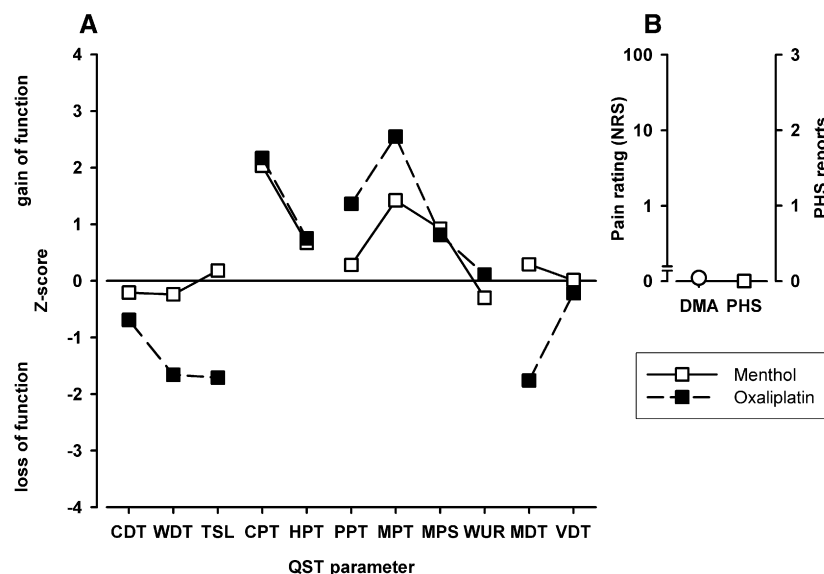 A
B
4
3
2
1
0
-1
-2
-3
-4
gain of function
Z-score
loss of function
CDT WDT TSL CPT HPT PPT MPT MPS WUR MDT VDT
QST parameter
100
10
1
0
Pain rating (NRS)
3
2
1
0
PHS reports
DMA PHS
Menthol
Oxaliplatin